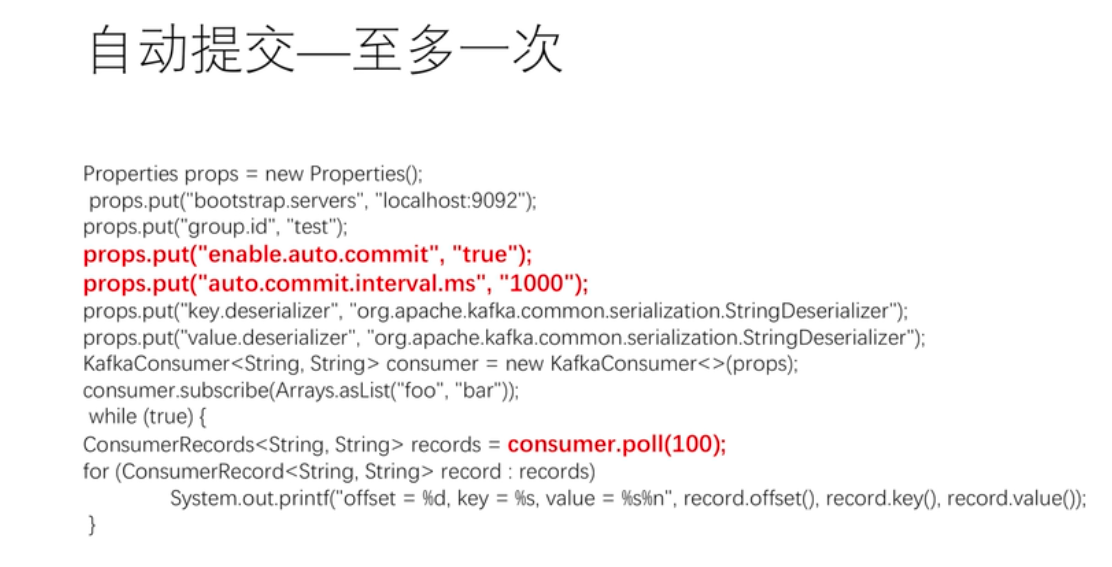 自动提交—至多一次
Properties props = new Properties();
props.put("bootstrap.servers", "localhost:9092");
props.put("group.id", "test");
props.put("enable.auto.commit", "true");
props.put("auto.commit.interval.ms", "1000");
props.put("key.deserializer", "org.apache.kafka.common.serialization.StringDeserializer");
props.put("value.deserializer", "org.apache.kafka.common.serialization.StringDeserializer");
KafkaConsumer<String, String> consumer = new KafkaConsumer<>(props);
consumer.subscribe(Arrays.asList("foo", "bar"));
while (true) {
ConsumerRecords<String, String> records = consumer.poll(100);
for (ConsumerRecord<String, String> record : records)
System.out.printf("offset = %d, key = %s, value = %s%n", record.offset(), record.key(), record.value());
}